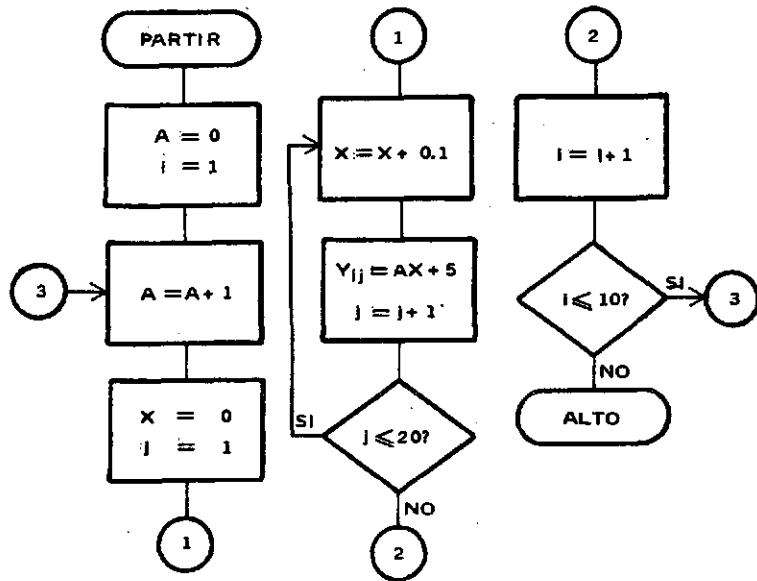 PARTIR
A = 0
i = 1
3
A = A + 1
X = 0
j = 1
1
1
X = X + 0.1
Yij = AX + 5
j = j + 1
j ≤ 20?
SI
NO
2
2
i = i + 1
i ≤ 10?
SI
3
NO
ALTO